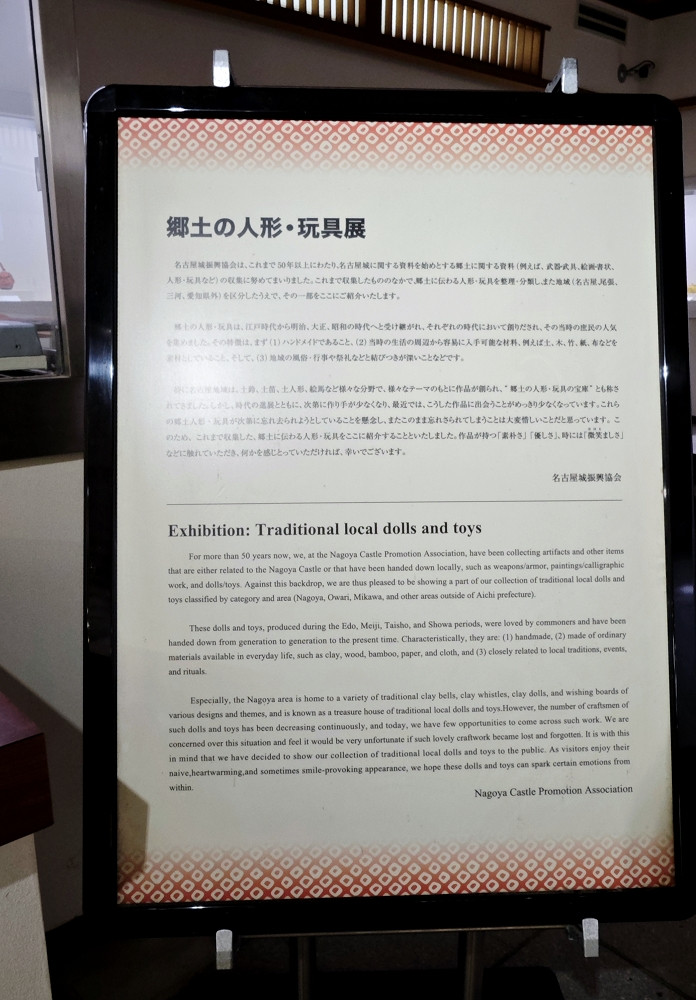 郷土の人形・玩具展
名古屋城振興協会は、これまで50年以上にわたり、名古屋城に関する資料を始めとする郷土に関する資料(例えば、武器・武具、絵画・書状、
人形・玩具など)の収集に努めてまいりました。これまで収集したもののなかで、郷土に伝わる人形・玩具を整理・分類し、また地域(名古屋、尾張、
三河、愛知県外)を区分したうえで、その一部をここにご紹介いたします。
郷土の人形・玩具は、江戸時代から明治、大正、昭和の時代へと受け継がれ、それぞれの時代において創りだされ、その当時の庶民の人気
を集めました。その特徴は、まず(1)ハンドメイドであること、(2)当時の生活の周辺から容易に入手可能な材料、例えば土、木、竹、紙、布などを
素材としていること、そして、(3)地域の風俗・行事や祭礼などと結びつきが深いことなどです。
特に名古屋地域は、土鈴、土笛、土人形、絵馬など様々な分野で、様々なテーマのもとに作品が創られ、“郷土の人形・玩具の宝庫”とも称さ
れてきました。しかし、時代の進展とともに、次第に作り手が少なくなり、最近では、こうした作品に出会うことがめっきり少なくなっています。これら
の郷土人形・玩具が次第に忘れ去られようとしていることを懸念し、またこのまま忘れされてしまうことは大変惜しいことだと思っています。こ
のため、これまで収集した、郷土に伝わる人形・玩具をここに紹介することといたしました。作品が持つ「素朴さ」「優しさ」、時には「微笑ましさ」
などに触れていただき、何かを感じとっていただければ、幸いでございます。
名古屋城振興協会
Exhibition: Traditional local dolls and toys
For more than 50 years now, we, at the Nagoya Castle Promotion Association, have been collecting artifacts and other items
that are either related to the Nagoya Castle or that have been handed down locally, such as weapons/armor, paintings/calligraphic
work, and dolls/toys. Against this backdrop, we are thus pleased to be showing a part of our collection of traditional local dolls and
toys classified by category and area (Nagoya, Owari, Mikawa, and other areas outside of Aichi prefecture).
These dolls and toys, produced during the Edo, Meiji, Taisho, and Showa periods, were loved by commoners and have been
handed down from generation to generation to the present time. Characteristically, they are: (1) handmade, (2) made of ordinary
materials available in everyday life, such as clay, wood, bamboo, paper, and cloth, and (3) closely related to local traditions, events,
and rituals.
Especially, the Nagoya area is home to a variety of traditional clay bells, clay whistles, clay dolls, and wishing boards of
various designs and themes, and is known as a treasure house of traditional local dolls and toys.However, the number of craftsmen of
such dolls and toys has been decreasing continuously, and today, we have few opportunities to come across such work. We are
concerned over this situation and feel it would be very unfortunate if such lovely craftwork became lost and forgotten. It is with this
in mind that we have decided to show our collection of traditional local dolls and toys to the public. As visitors enjoy their
naive,heartwarming,and sometimes smile-provoking appearance, we hope these dolls and toys can spark certain emotions from
within.
Nagoya Castle Promotion Association